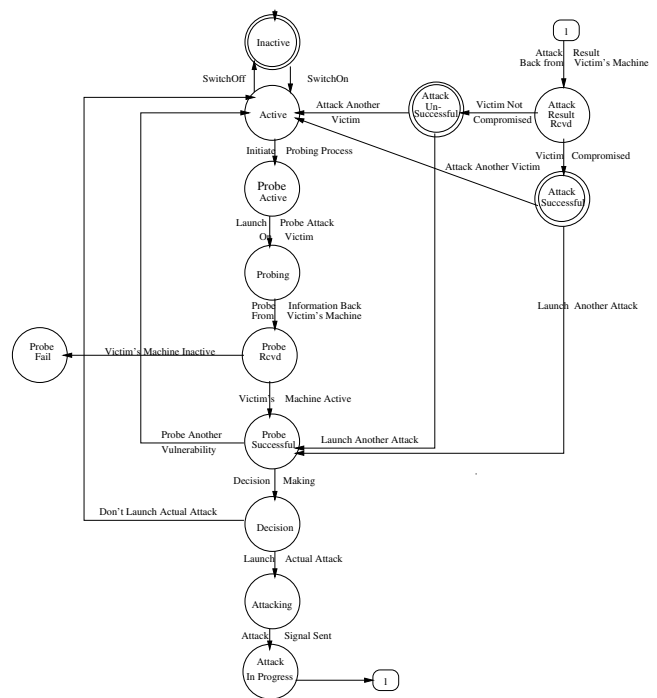 Inactive
1
Attack Result
Back from Victim's Machine
SwitchOff SwitchOn
Active
Attack Another
Victim
Attack
Un-
Successful
Victim Not
Compromised
Attack
Result
Rcvd
Initiate Probing Process
Victim Compromised
Attack Another Victim
Probe
Active
Attack
Successful
Launch Probe Attack
On Victim
Probing
Probe Information Back
From Victim's Machine
Launch Another Attack
Probe
Fail
Victim's Machine Inactive
Probe
Rcvd
Victim's Machine Active
Probe Another
Vulnerability
Probe
Successful
Launch Another Attack
Decision Making
Don't Launch Actual Attack
Decision
Launch Actual Attack
Attacking
Attack Signal Sent
Attack
In Progress
1